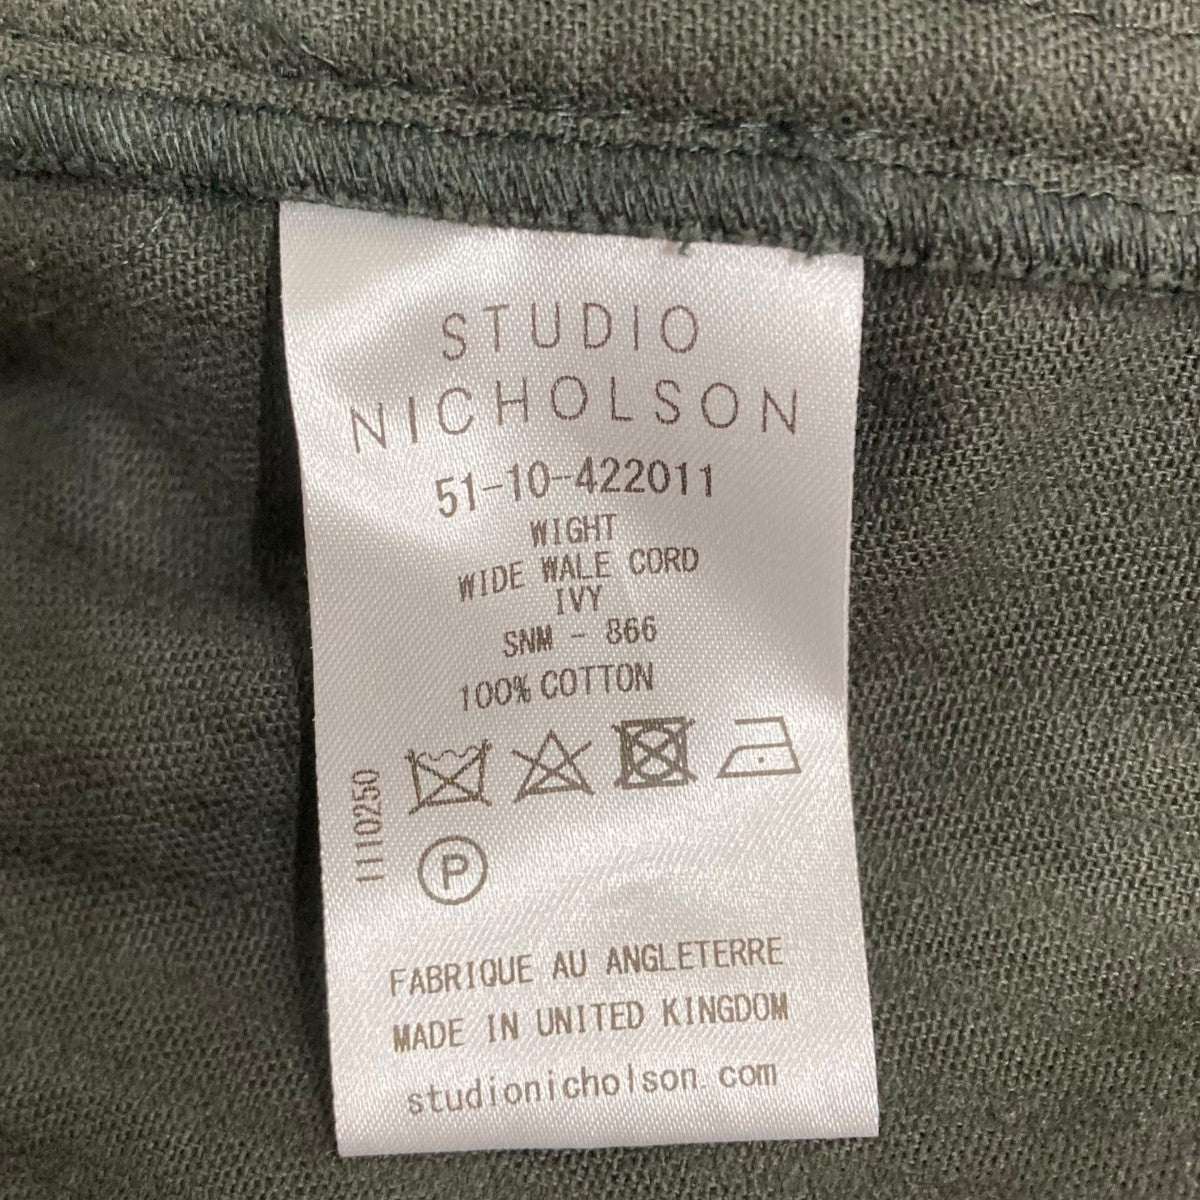 STUDIO
NICHOLSON
51-10-422011
WIGHT
WIDE WALE CORD
IVY
SNM - 866
100% COTTON
1110250
P
FABRIQUE AU ANGLETERRE
MADE IN UNITED KINGDOM
studionicholson.com